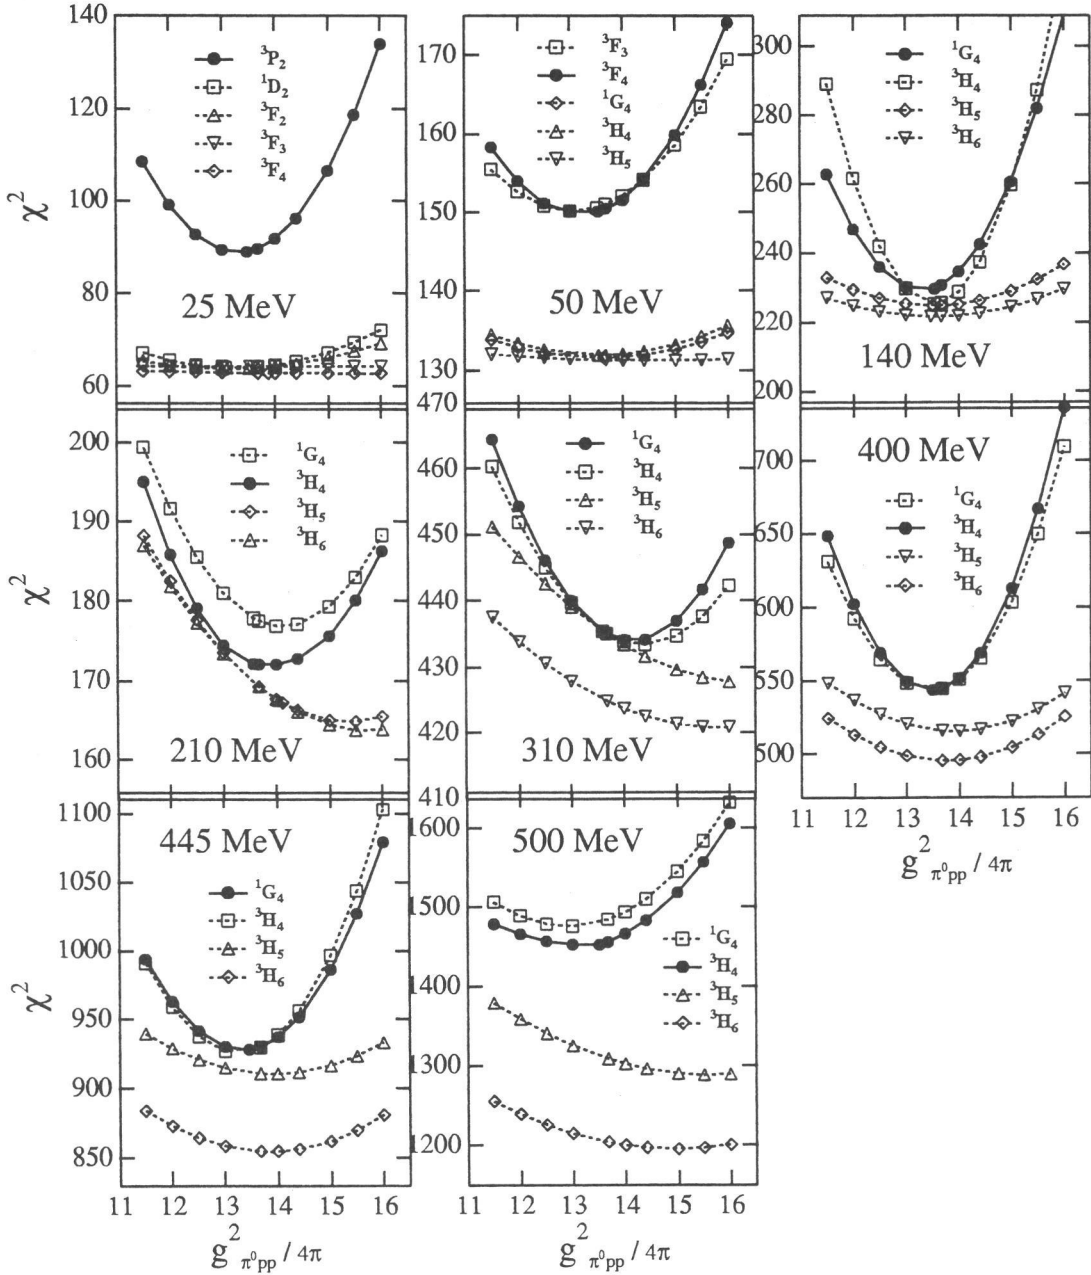 140
120
100
80
60
χ²
³P₂
¹D₂
³F₂
³F₃
³F₄
25 MeV
170
160
150
140
130
470
³F₃
³F₄
¹G₄
³H₄
³H₅
50 MeV
300
280
260
240
220
200
¹G₄
³H₄
³H₅
³H₆
140 MeV
200
190
180
170
160
χ²
¹G₄
³H₄
³H₅
³H₆
210 MeV
460
450
440
430
420
410
¹G₄
³H₄
³H₅
³H₆
310 MeV
700
650
600
550
500
400 MeV
¹G₄
³H₄
³H₅
³H₆
11 12 13 14 15 16
g²π⁰pp / 4π
1100
1050
1000
950
900
850
χ²
445 MeV
¹G₄
³H₄
³H₅
³H₆
11 12 13 14 15 16
g²π⁰pp / 4π
1600
1500
1400
1300
1200
500 MeV
¹G₄
³H₄
³H₅
³H₆
11 12 13 14 15 16
g²π⁰pp / 4π